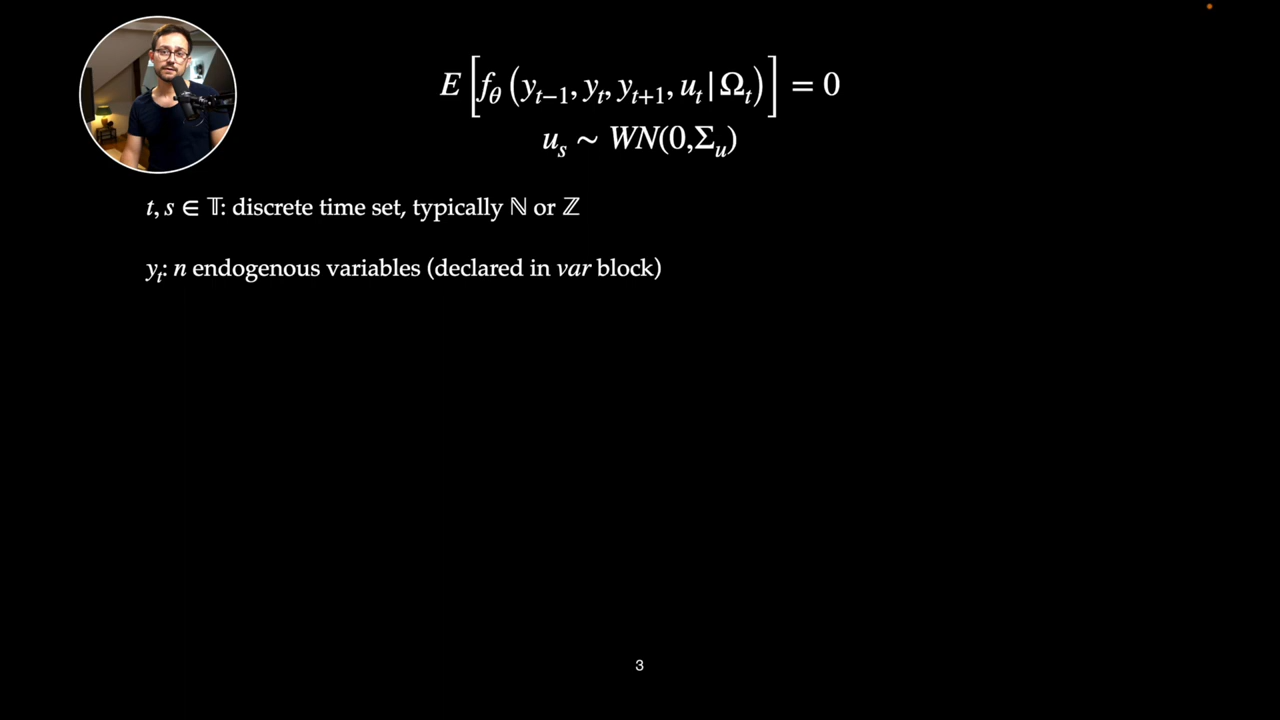 E[f_θ(y_{t−1}, y_t, y_{t+1}, u_t | Ω_t)] = 0
u_s ∼ WN(0,Σ_u)
t, s ∈ 𝕋: discrete time set, typically ℕ or ℤ
y_t: n endogenous variables (declared in var block)
3